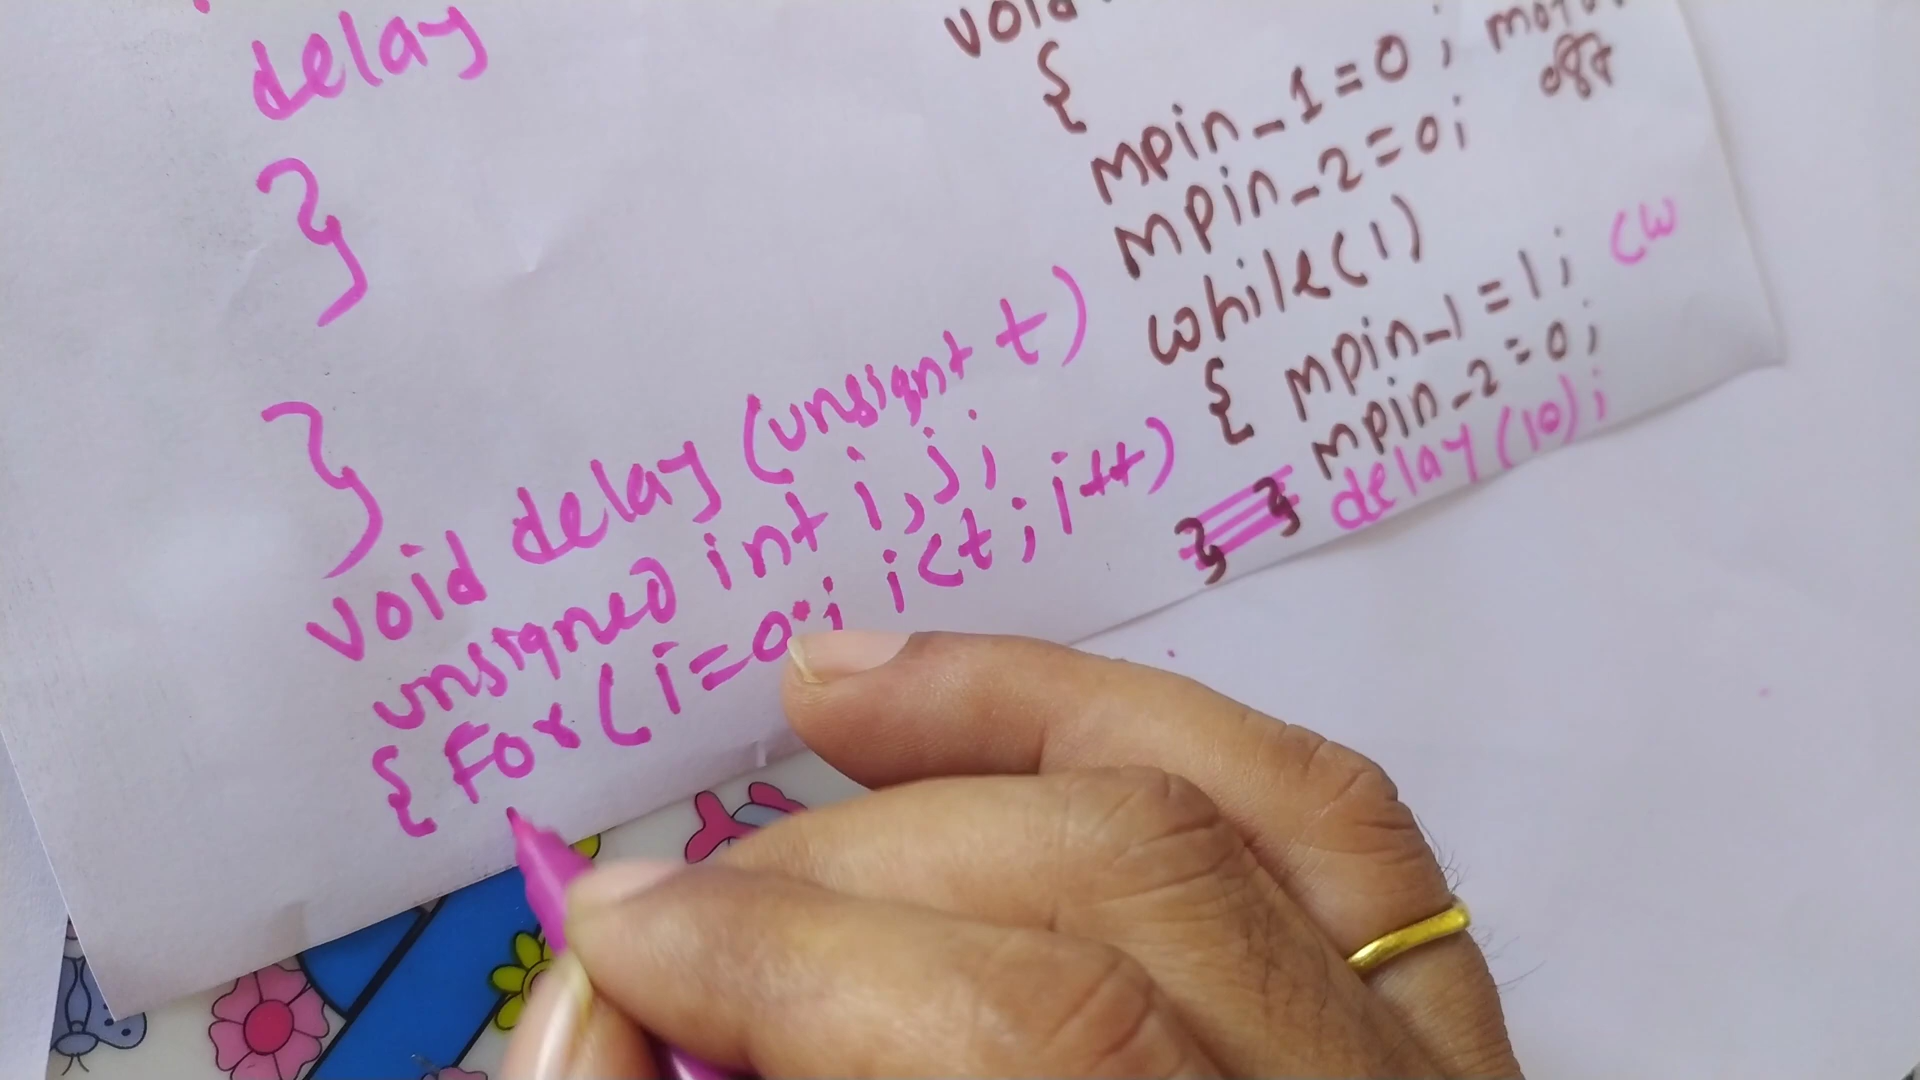 delay
}
}
void delay (unsignt t)
unsigned int i, j;
{ For (i=0; i<t; i++)
void
{
mpin_1=0; motor off
mpin_2=0;
while(1)
{ mpin_1=1; CW
mpin_2=0;
} } delay(10);